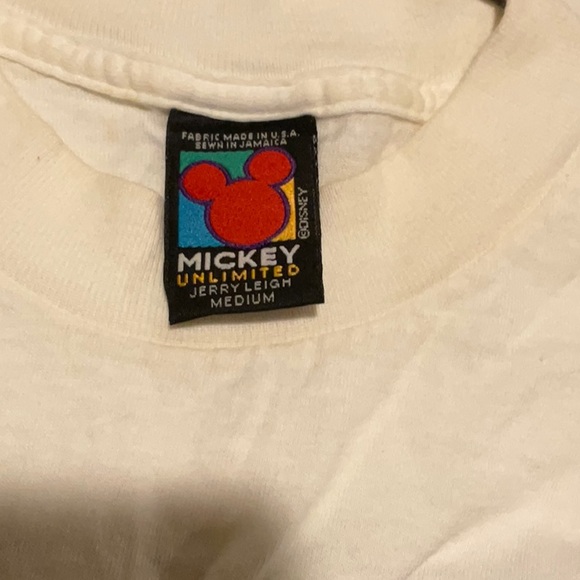 FABRIC MADE IN U.S.A.
SEWN IN JAMAICA
©DISNEY
MICKEY
UNLIMITED
JERRY LEIGH
MEDIUM